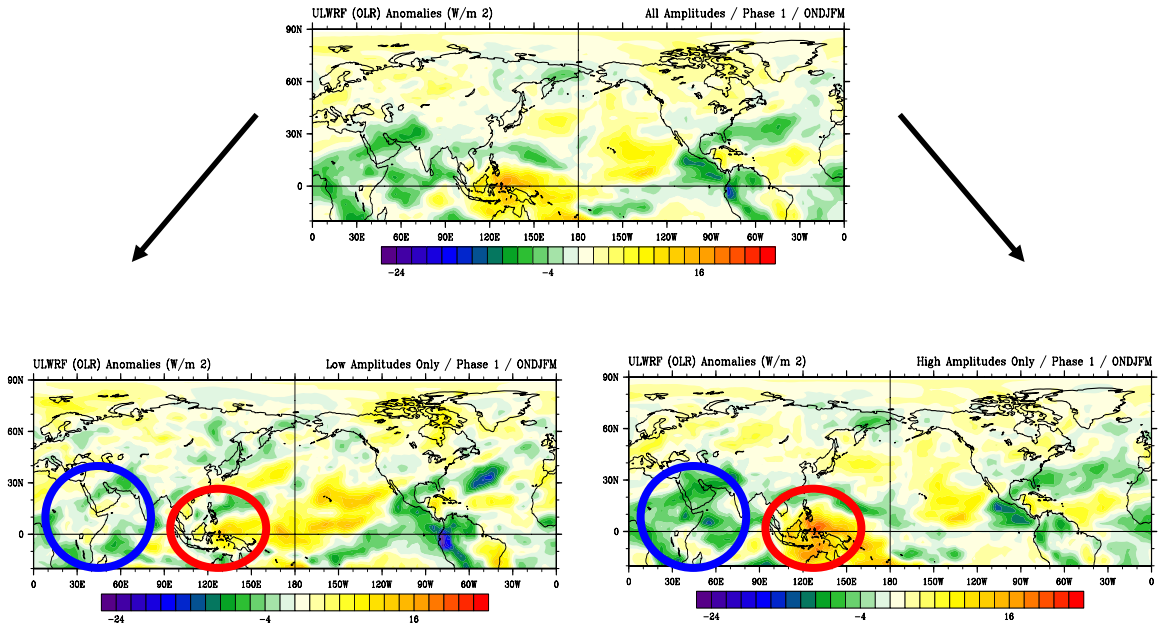 ULWRF (OLR) Anomalies (W/m 2) All Amplitudes / Phase 1 / ONDJFM
90N
60N
30N
0
0 30E 60E 90E 120E 150E 180 150W 120W 90W 60W 30W 0
-24 -4 16
ULWRF (OLR) Anomalies (W/m 2) Low Amplitudes Only / Phase 1 / ONDJFM
90N
60N
30N
0
0 30E 60E 90E 120E 150E 180 150W 120W 90W 60W 30W 0
-24 -4 16
ULWRF (OLR) Anomalies (W/m 2) High Amplitudes Only / Phase 1 / ONDJFM
90N
60N
30N
0
0 30E 60E 90E 120E 150E 180 150W 120W 90W 60W 30W 0
-24 -4 16